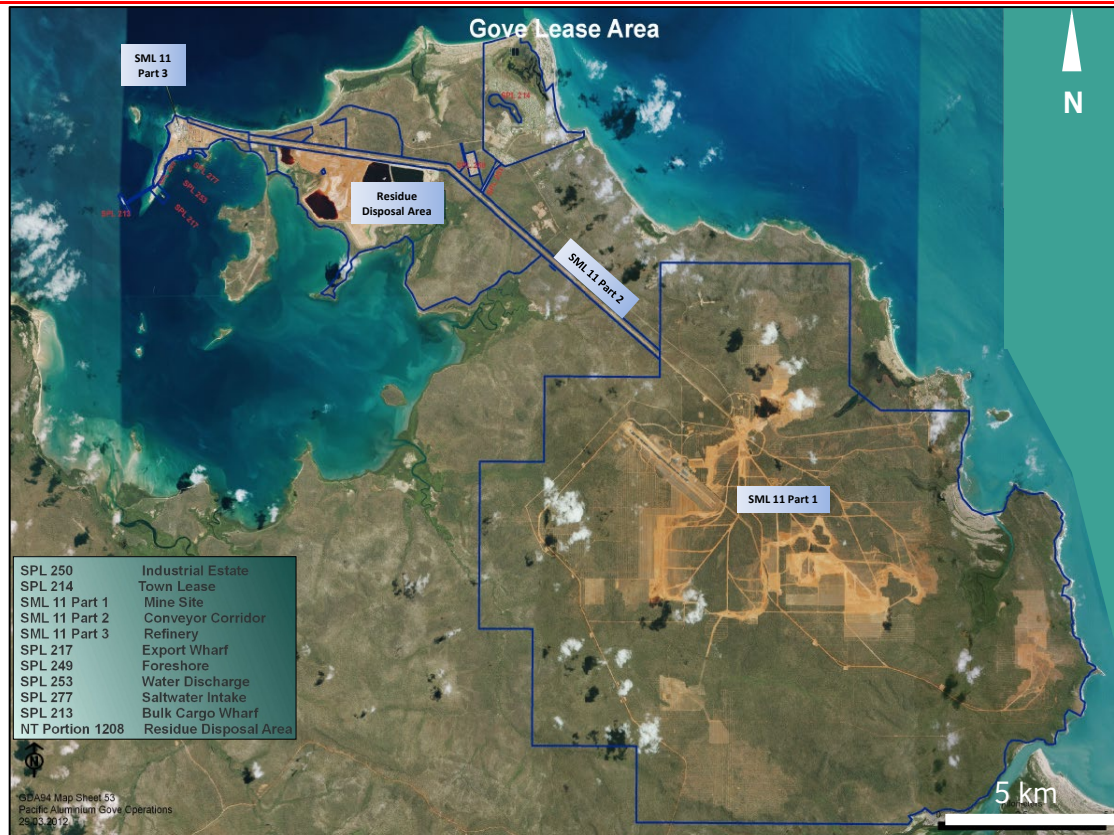 Gove Lease Area
SML 11
Part 3
N
SPL 214
SPL 277
SPL 253
SPL 217
SPL 213
Residue
Disposal Area
SML 11 Part 2
SML 11 Part 1
SPL 250 Industrial Estate
SPL 214 Town Lease
SML 11 Part 1 Mine Site
SML 11 Part 2 Conveyor Corridor
SML 11 Part 3 Refinery
SPL 217 Export Wharf
SPL 249 Foreshore
SPL 253 Water Discharge
SPL 277 Saltwater Intake
SPL 213 Bulk Cargo Wharf
NT Portion 1208 Residue Disposal Area
N
GDA94 Map Sheet 53
Pacific Aluminium Gove Operations
29.03.2012
5 km